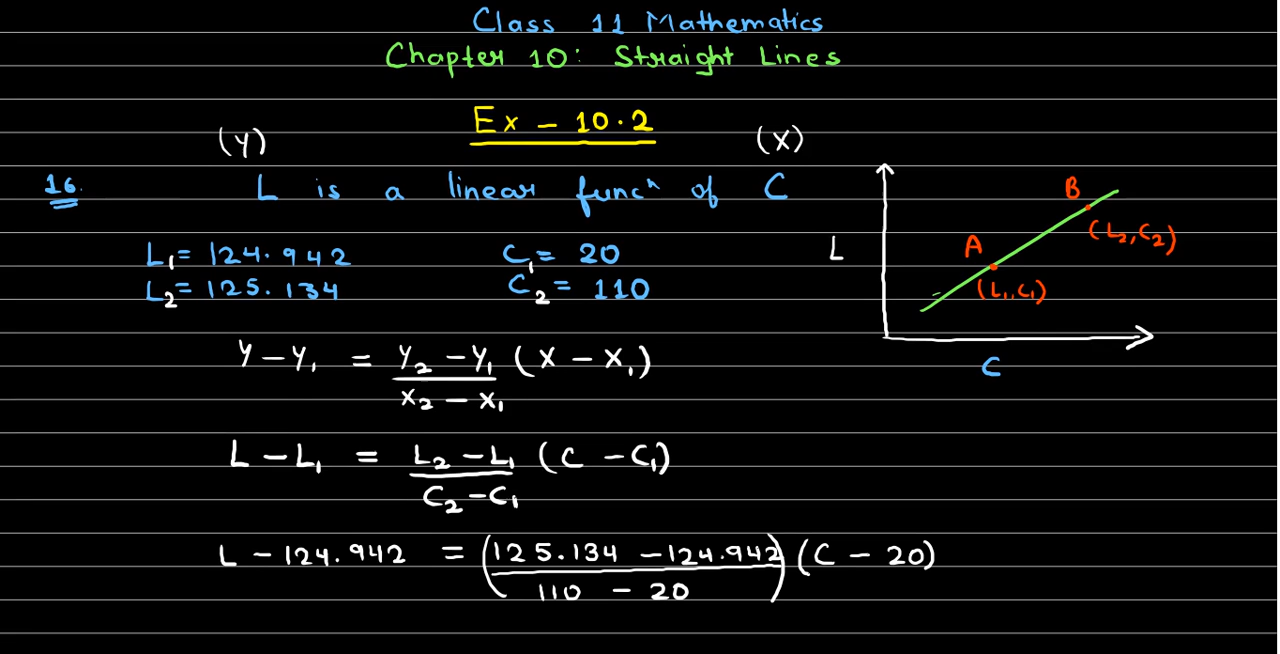 Class 11 Mathematics
Chapter 10: Straight Lines
Ex - 10.2
(Y) (X)
16. L is a linear funcⁿ of C
L₁ = 124.942 C₁ = 20
L₂ = 125.134 C₂ = 110
Y - Y₁ = Y₂ - Y₁ (X - X₁)
X₂ - X₁
L - L₁ = L₂ - L₁ (C - C₁)
C₂ - C₁
L - 124.942 = (125.134 - 124.942) (C - 20)
110 - 20
B
(L₂, C₂)
A
(L₁, C₁)
L
C